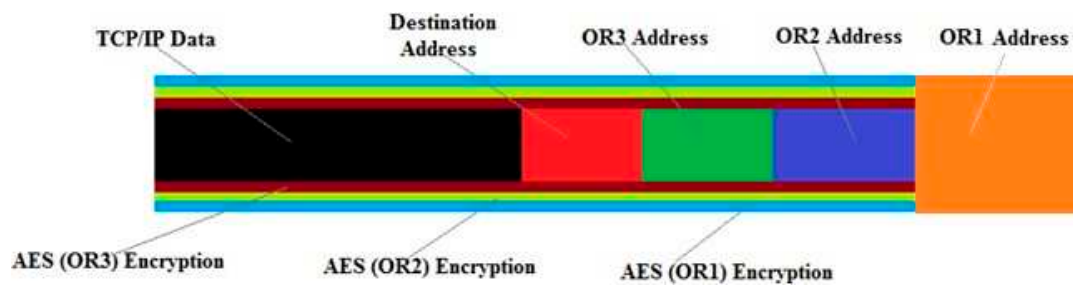 TCP/IP Data
Destination
Address
OR3 Address
OR2 Address
OR1 Address
AES (OR3) Encryption
AES (OR2) Encryption
AES (OR1) Encryption